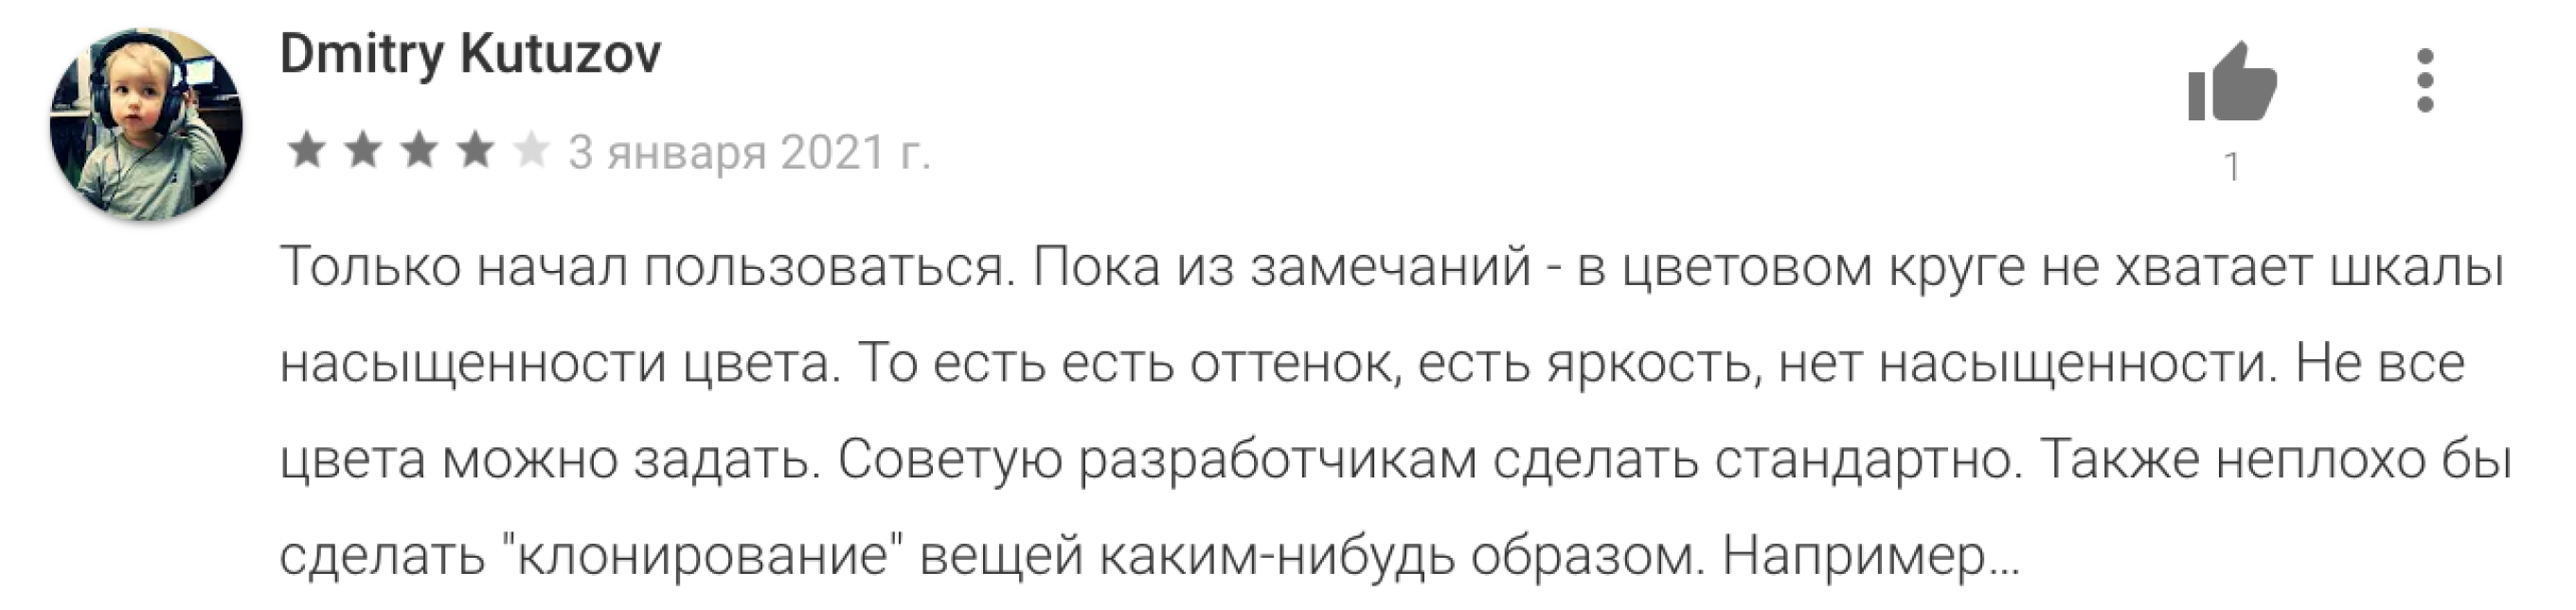 Dmitry Kutuzov
3 января 2021 г.
1
Только начал пользоваться. Пока из замечаний - в цветовом круге не хватает шкалы
насыщенности цвета. То есть есть оттенок, есть яркость, нет насыщенности. Не все
цвета можно задать. Советую разработчикам сделать стандартно. Также неплохо бы
сделать "клонирование" вещей каким-нибудь образом. Например...